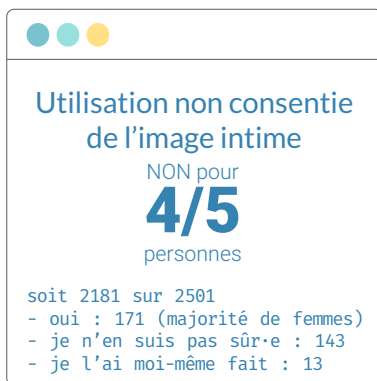 Utilisation non consentie
de l'image intime
NON pour
4/5
personnes
soit 2181 sur 2501
- oui : 171 (majorité de femmes)
- je n'en suis pas sûr·e : 143
- je l'ai moi-même fait : 13